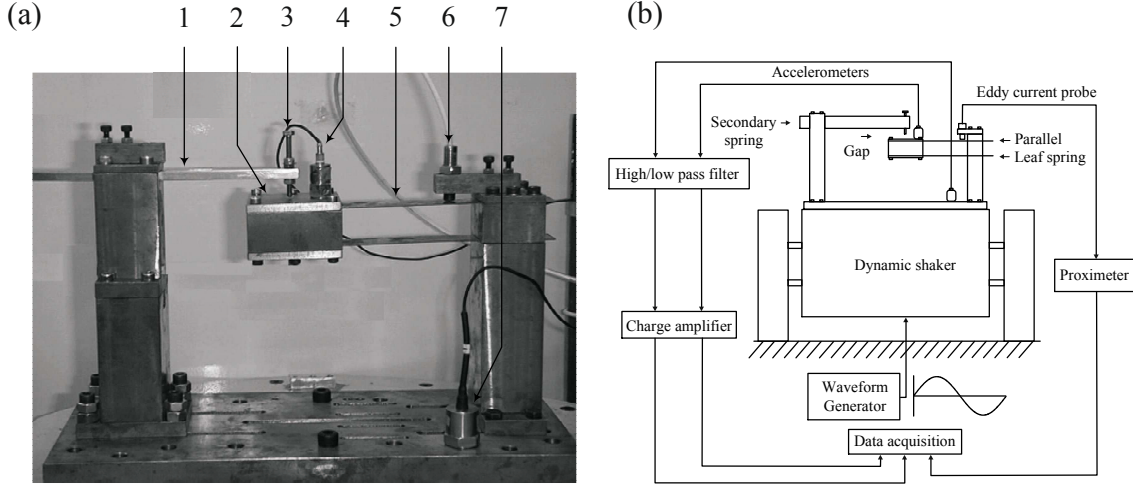 (a)
1 2 3 4 5 6 7
(b)
Accelerometers
Eddy current probe
Secondary
spring
Gap
Parallel
Leaf spring
High/low pass filter
Dynamic shaker
Proximeter
Charge amplifier
Waveform
Generator
Data acquisition